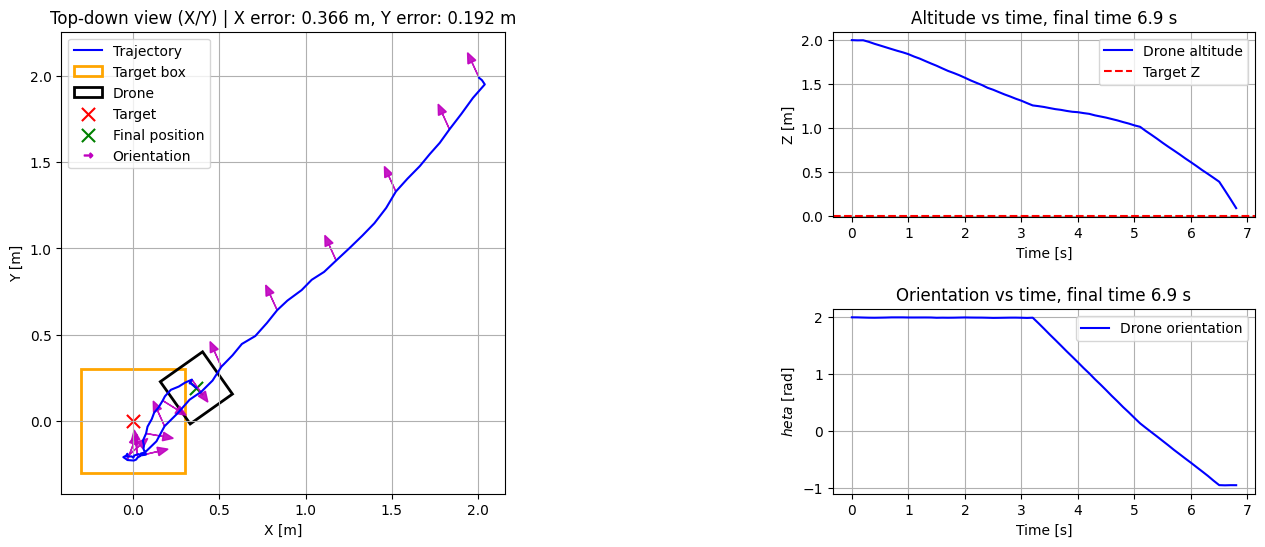 Top-down view (X/Y) | X error: 0.366 m, Y error: 0.192 m
Trajectory
Target box
Drone
Target
Final position
Orientation
2.0
1.5
1.0
0.5
0.0
Y [m]
0.0
0.5
1.0
1.5
2.0
X [m]
Altitude vs time, final time 6.9 s
Drone altitude
Target Z
2.0
1.5
1.0
0.5
0.0
Z [m]
0
1
2
3
4
5
6
7
Time [s]
Orientation vs time, final time 6.9 s
Drone orientation
2
1
0
−1
heta [rad]
0
1
2
3
4
5
6
7
Time [s]